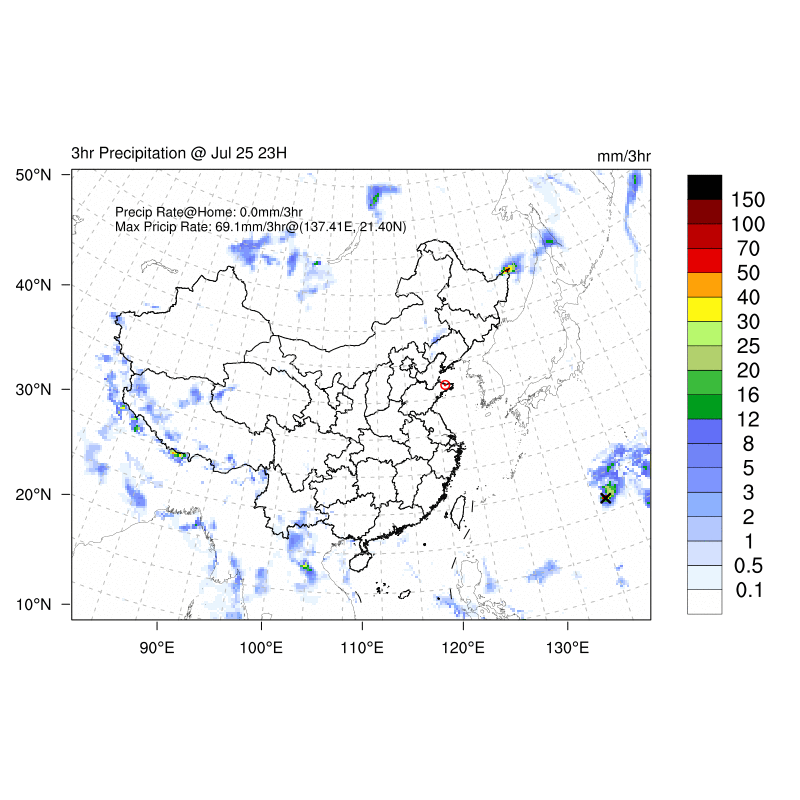 3hr Precipitation @ Jul 25 23H
mm/3hr
Precip Rate@Home: 0.0mm/3hr
Max Pricip Rate: 69.1mm/3hr@(137.41E, 21.40N)
50°N
40°N
30°N
20°N
10°N
90°E
100°E
110°E
120°E
130°E
150
100
70
50
40
30
25
20
16
12
8
5
3
2
1
0.5
0.1